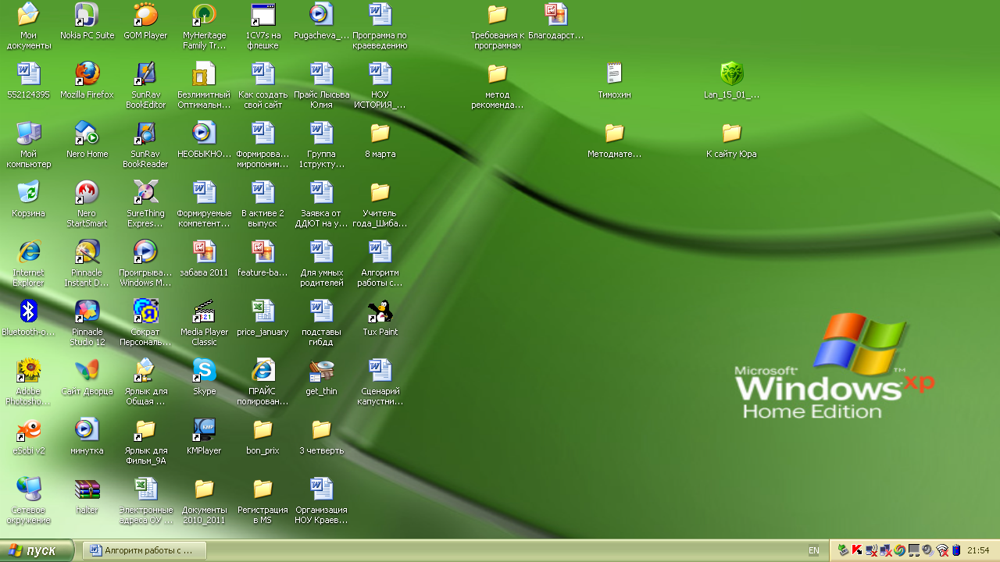 Мои документы
Nokia PC Suite
GOM Player
MyHeritage Family Tr...
1CV7s на флешке
Pugacheva_...
Программа по краеведению
Требования к программам
Благодарст...
552124395
Mozilla Firefox
SunRav BookEditor
Безлимитный Оптимальн...
Как создать свой сайт
Прайс Лысьва Юлия
НОУ ИСТОРИЯ_...
метод рекоменда...
Тимохин
Lan_15_01_...
Мой компьютер
Nero Home
SunRav BookReader
НЕОБЫКНО...
Формирова... миропоним...
Группа 1структу...
8 марта
Методмате...
К сайту Юра
Корзина
Nero StartSmart
SureThing Expres...
Формируемые компетент...
В активе 2 выпуск
Заявка от ДДЮТ на у...
Учитель года_Шиба...
Internet Explorer
Pinnacle Instant D...
Проигрыва... Windows M...
забава 2011
feature-ba...
Для умных родителей
Алгоритм работы с...
Bluetooth-о...
Pinnacle Studio 12
Сократ Персональ...
Media Player Classic
price_january
подставы гибдд
Tux Paint
Microsoft
Windows xp TM
Home Edition
Adobe Photosho...
Сайт Дворца
Ярлык для Общая ...
Skype
ПРАЙС полирован...
get_thin
Сценарий капустни...
eSobi v2
минутка
Ярлык для Фильм_9А
KMPlayer
bon_prix
3 четверть
Сетевое окружение
halter
Электронные адреса ОУ ...
Документы 2010_2011
Регистрация в MS
Организация НОУ Краев...
пуск
Алгоритм работы с ...
EN
21:54